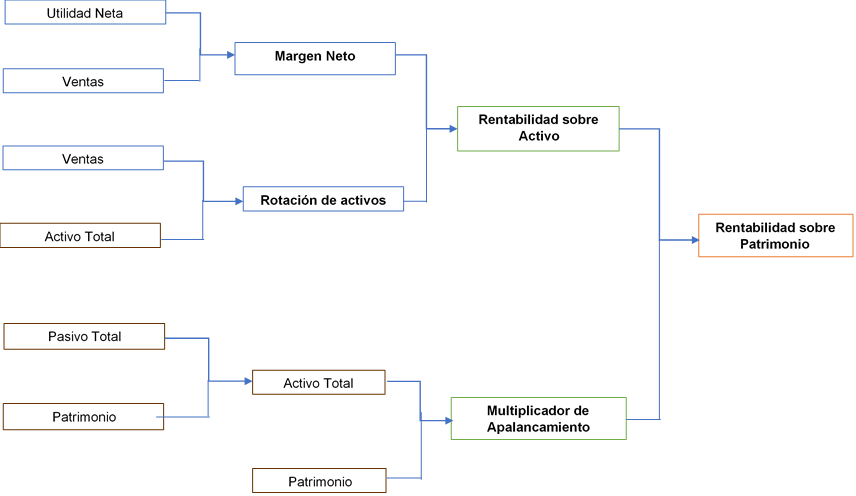 Utilidad Neta
Margen Neto
Ventas
Rentabilidad sobre
Activo
Ventas
Rotación de activos
Activo Total
Rentabilidad sobre
Patrimonio
Pasivo Total
Activo Total
Patrimonio
Multiplicador de
Apalancamiento
Patrimonio